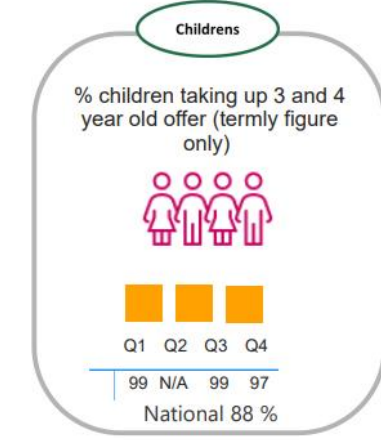 Childrens
% children taking up 3 and 4
year old offer (termly figure
only)
Q1 Q2 Q3 Q4
99 N/A 99 97
National 88 %